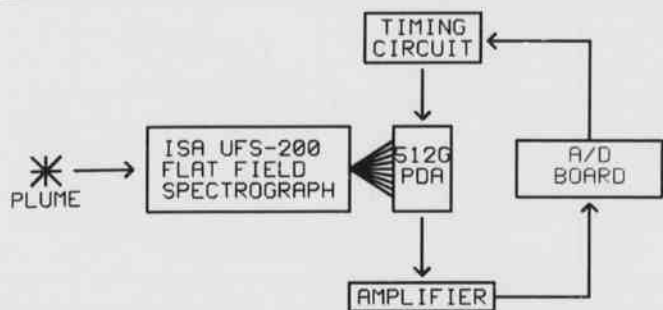 TIMING
CIRCUIT
ISA UFS-200
FLAT FIELD
SPECTROGRAPH
512G
PDA
A/D
BOARD
PLUME
AMPLIFIER